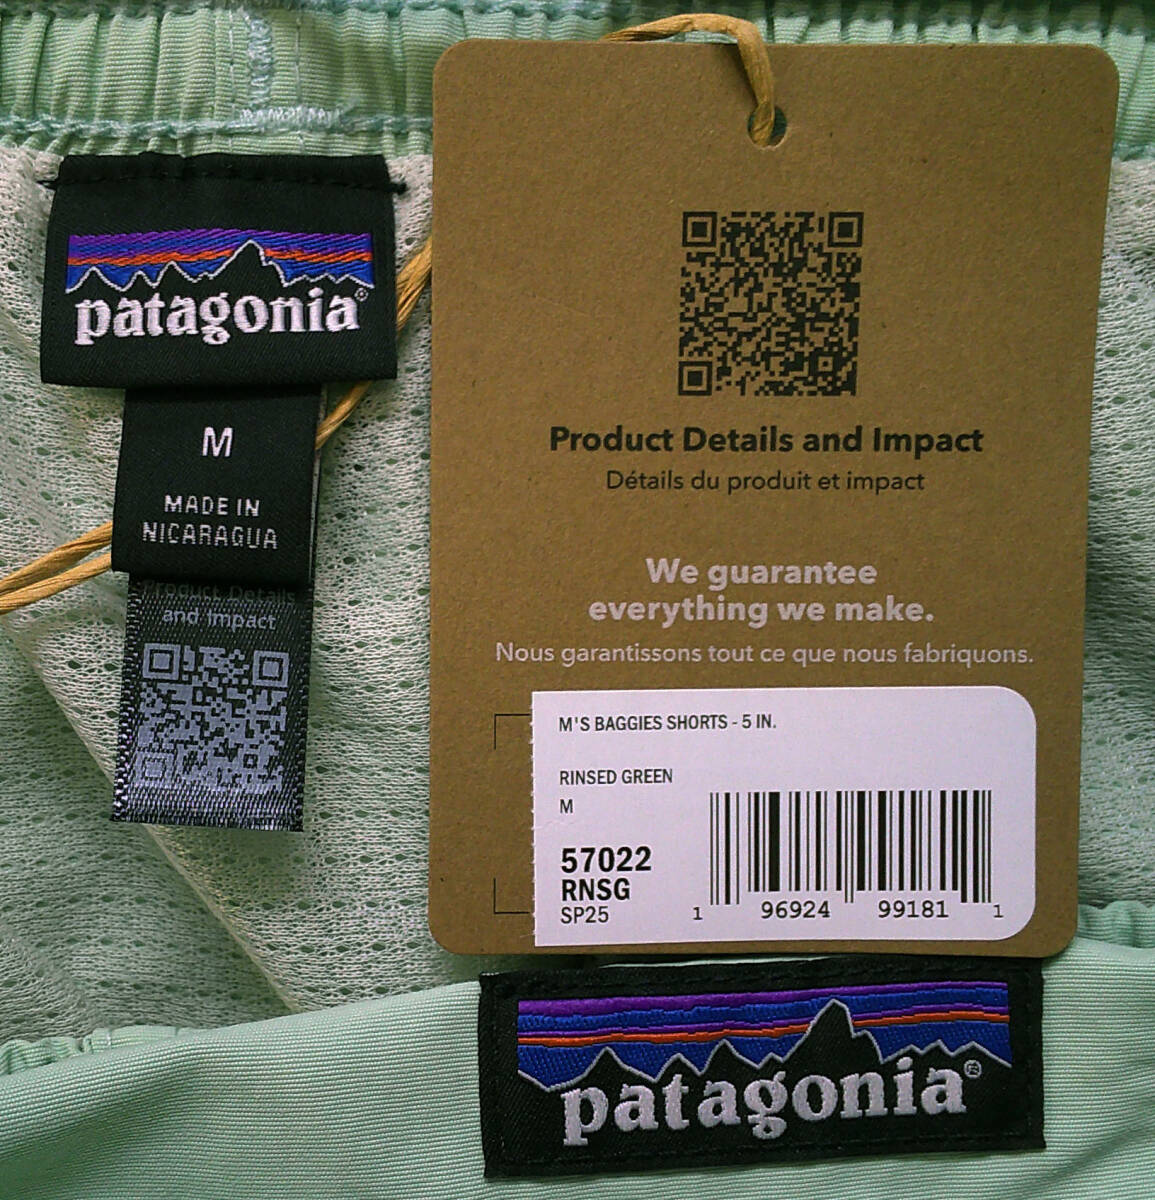 patagonia®
M
MADE IN
NICARAGUA
Product Details
and Impact
Product Details and Impact
Détails du produit et impact
We guarantee
everything we make.
Nous garantissons tout ce que nous fabriquons.
M'S BAGGIES SHORTS - 5 IN.
RINSED GREEN
M
57022
RNSG
SP25
1 96924 99181 1
patagonia®